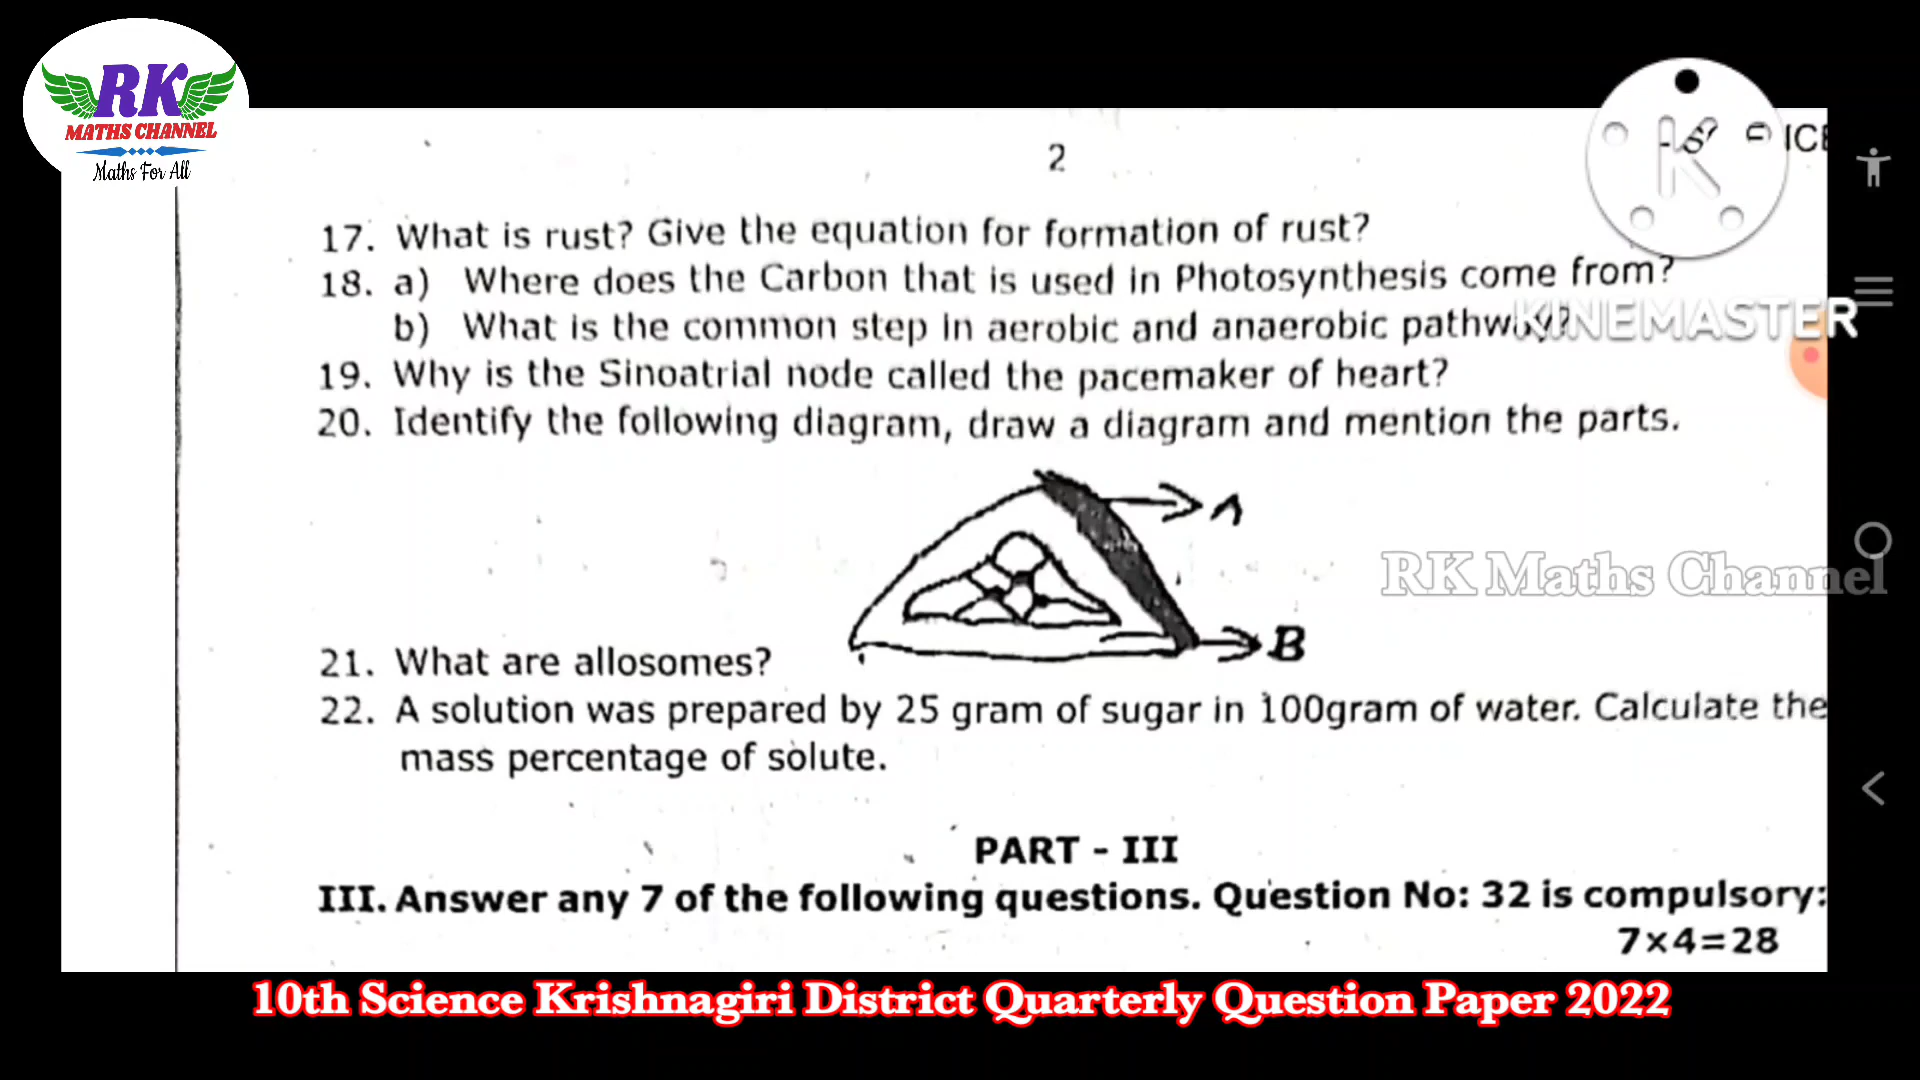 RK
MATHS CHANNEL
Maths For All
2
K
17. What is rust? Give the equation for formation of rust?
18. a) Where does the Carbon that is used in Photosynthesis come from?
b) What is the common step in aerobic and anaerobic pathway?
KINEMASTER
19. Why is the Sinoatrial node called the pacemaker of heart?
20. Identify the following diagram, draw a diagram and mention the parts.
A
RK Maths Channel
B
21. What are allosomes?
22. A solution was prepared by 25 gram of sugar in 100gram of water. Calculate the
mass percentage of solute.
PART - III
III. Answer any 7 of the following questions. Question No: 32 is compulsory:
7x4=28
10th Science Krishnagiri District Quarterly Question Paper 2022